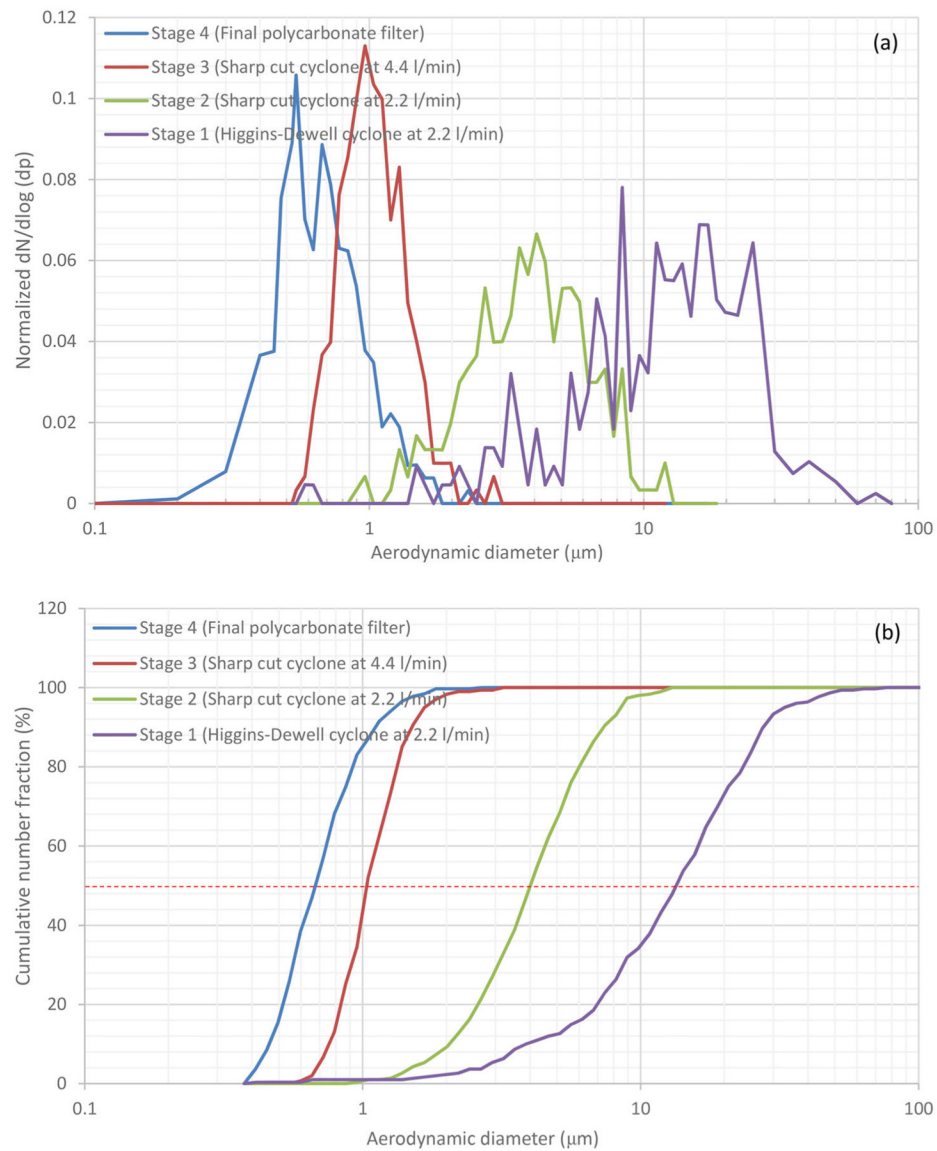 0.12
(a)
Stage 4 (Final polycarbonate filter)
Stage 3 (Sharp cut cyclone at 4.4 l/min)
Stage 2 (Sharp cut cyclone at 2.2 l/min)
Stage 1 (Higgins-Dewell cyclone at 2.2 l/min)
0.1
0.08
0.06
0.04
0.02
0
Normalized dN/dlog (dp)
0.1
1
10
100
Aerodynamic diameter (μm)
120
(b)
Stage 4 (Final polycarbonate filter)
Stage 3 (Sharp cut cyclone at 4.4 l/min)
Stage 2 (Sharp cut cyclone at 2.2 l/min)
Stage 1 (Higgins-Dewell cyclone at 2.2 l/min)
100
80
60
40
20
0
Cumulative number fraction (%)
0.1
1
10
100
Aerodynamic diameter (μm)